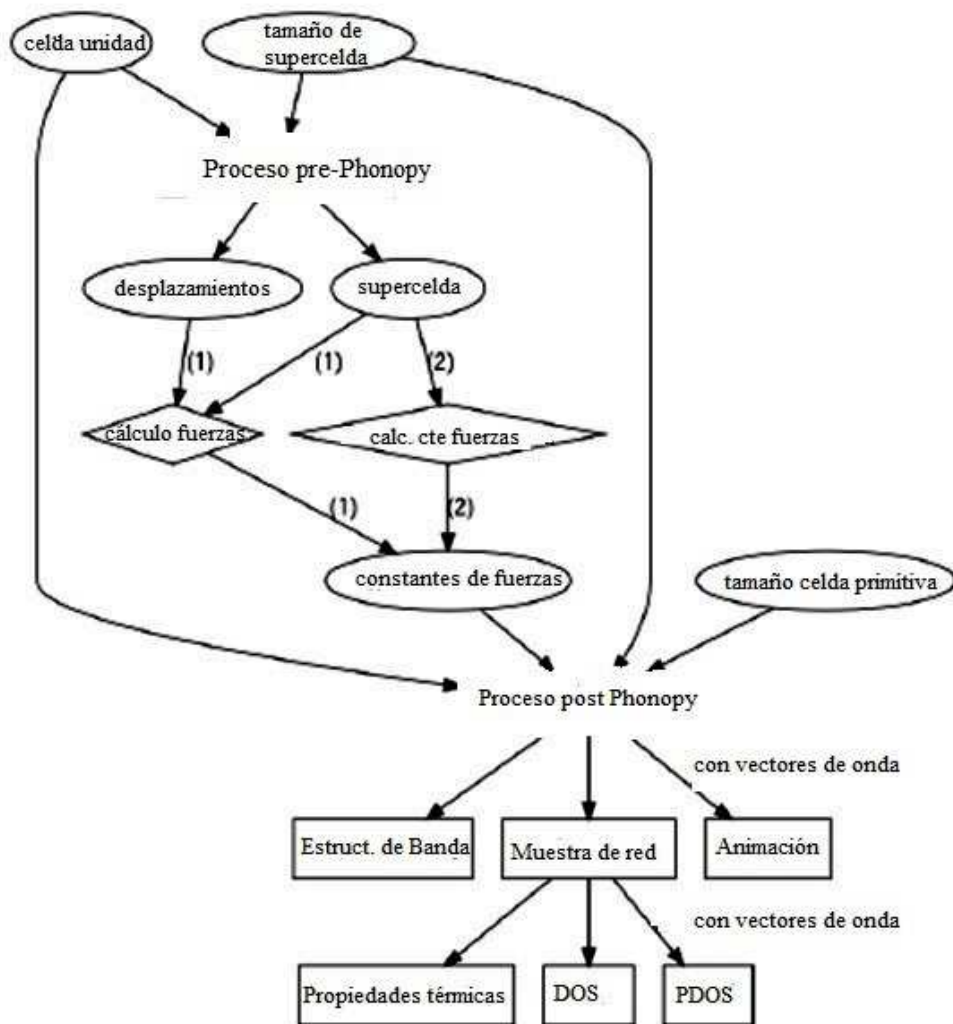 celda unidad
tamaño de
supercelda
Proceso pre-Phonopy
desplazamientos
supercelda
(1)
(1)
(2)
cálculo fuerzas
calc. cte fuerzas
(1)
(2)
constantes de fuerzas
tamaño celda primitiva
Proceso post Phonopy
con vectores de onda
Estruct. de Banda
Muestra de red
Animación
con vectores de onda
Propiedades térmicas
DOS
PDOS